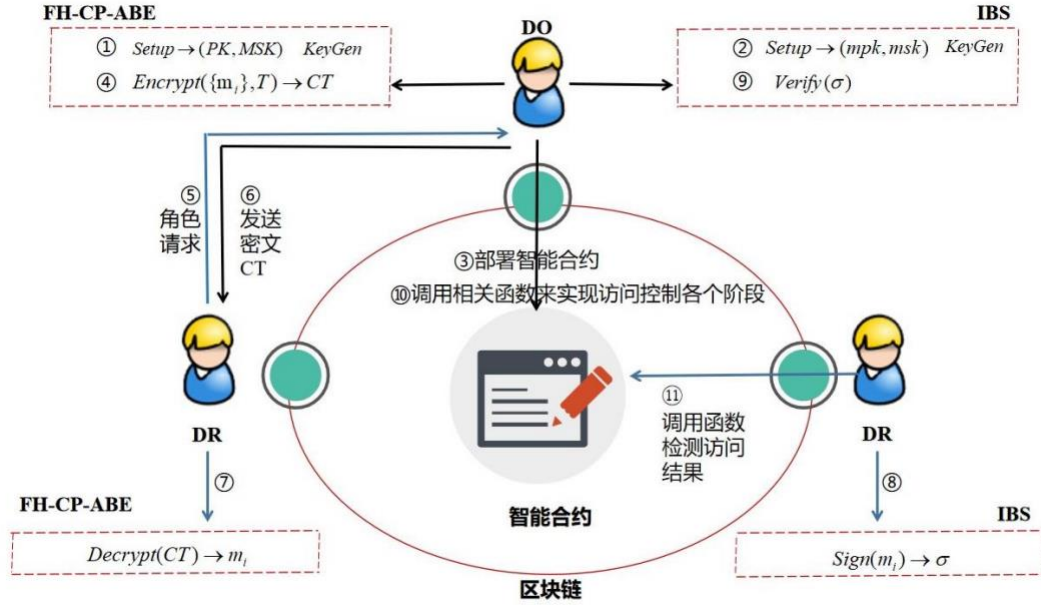 FH-CP-ABE
DO
IBS
① Setup → (PK, MSK) KeyGen
④ Encrypt({m_i}, T) → CT
② Setup → (mpk, msk) KeyGen
⑨ Verify(σ)
⑤
角色
请求
⑥
发送
密文
CT
③部署智能合约
⑩调用相关函数来实现访问控制各个阶段
DR
⑪
调用函数
检测访问
结果
DR
⑦
⑧
智能合约
FH-CP-ABE
IBS
Decrypt(CT) → m_i
Sign(m_i) → σ
区块链